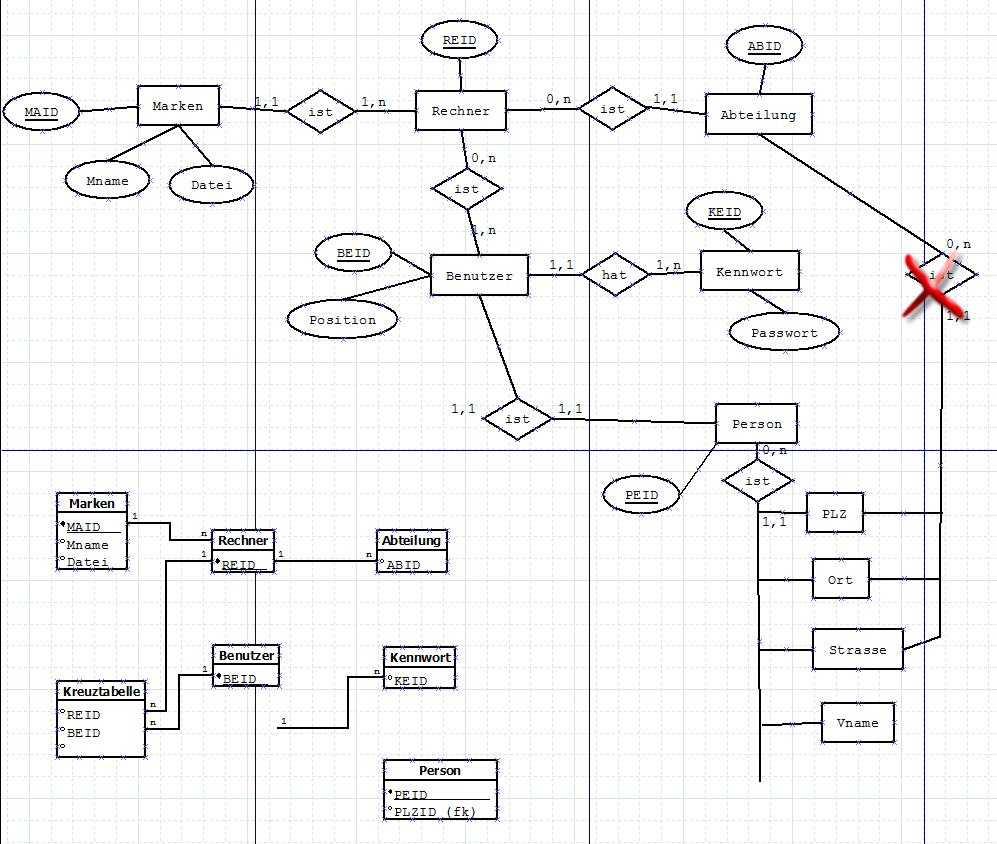 REID
ABID
MAID
Marken
1,1
ist
1,n
Rechner
0,n
ist
1,1
Abteilung
Mname
Datei
0,n
ist
1,n
KEID
BEID
Benutzer
1,1
hat
1,n
Kennwort
0,n
ist
1,1
Position
Passwort
1,1
ist
1,1
Person
0,n
ist
1,1
PEID
PLZ
Ort
Strasse
Vname
Marken
MAID
Mname
Datei
1
n
Rechner
REID
1
1
n
Abteilung
ABID
Benutzer
BEID
1
Kennwort
KEID
n
1
Kreuztabelle
REID
BEID
n
n
Person
PEID
PLZID (fk)